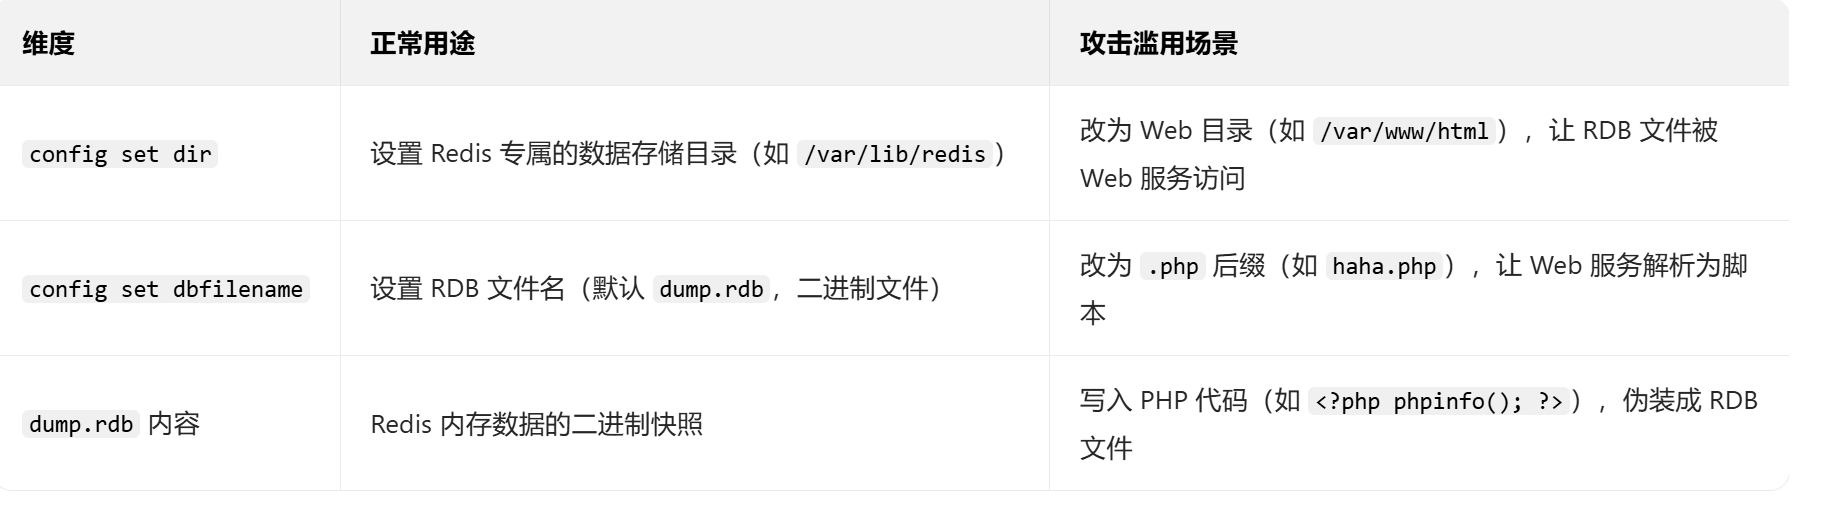 维度
正常用途
攻击滥用场景
config set dir
设置 Redis 专属的数据存储目录（如 /var/lib/redis）
改为 Web 目录（如 /var/www/html），让 RDB 文件被
Web 服务访问
config set dbfilename
设置 RDB 文件名（默认 dump.rdb，二进制文件）
改为 .php 后缀（如 haha.php），让 Web 服务解析为脚
本
dump.rdb 内容
Redis 内存数据的二进制快照
写入 PHP 代码（如 <?php phpinfo(); ?>），伪装成 RDB
文件